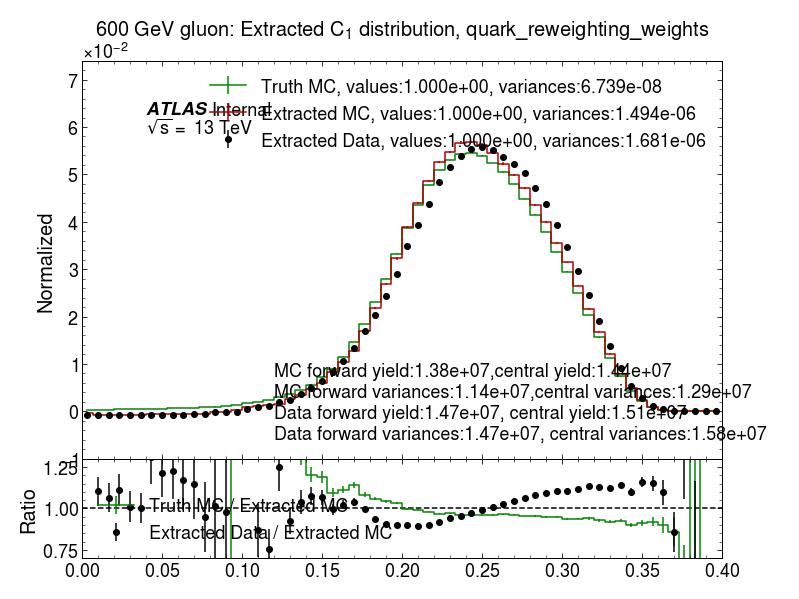 600 GeV gluon: Extracted C₁ distribution, quark_reweighting_weights
×10⁻²
Truth MC, values:1.000e+00, variances:6.739e-08
ATLAS Internal
Extracted MC, values:1.000e+00, variances:1.494e-06
√s = 13 TeV
Extracted Data, values:1.000e+00, variances:1.681e-06
7
6
5
4
3
2
1
0
Normalized
MC forward yield:1.38e+07,central yield:1.44e+07
MC forward variances:1.14e+07,central variances:1.29e+07
Data forward yield:1.47e+07, central yield:1.51e+07
Data forward variances:1.47e+07, central variances:1.58e+07
1.25
1.00
0.75
Ratio
Truth MC / Extracted MC
Extracted Data / Extracted MC
0.00 0.05 0.10 0.15 0.20 0.25 0.30 0.35 0.40